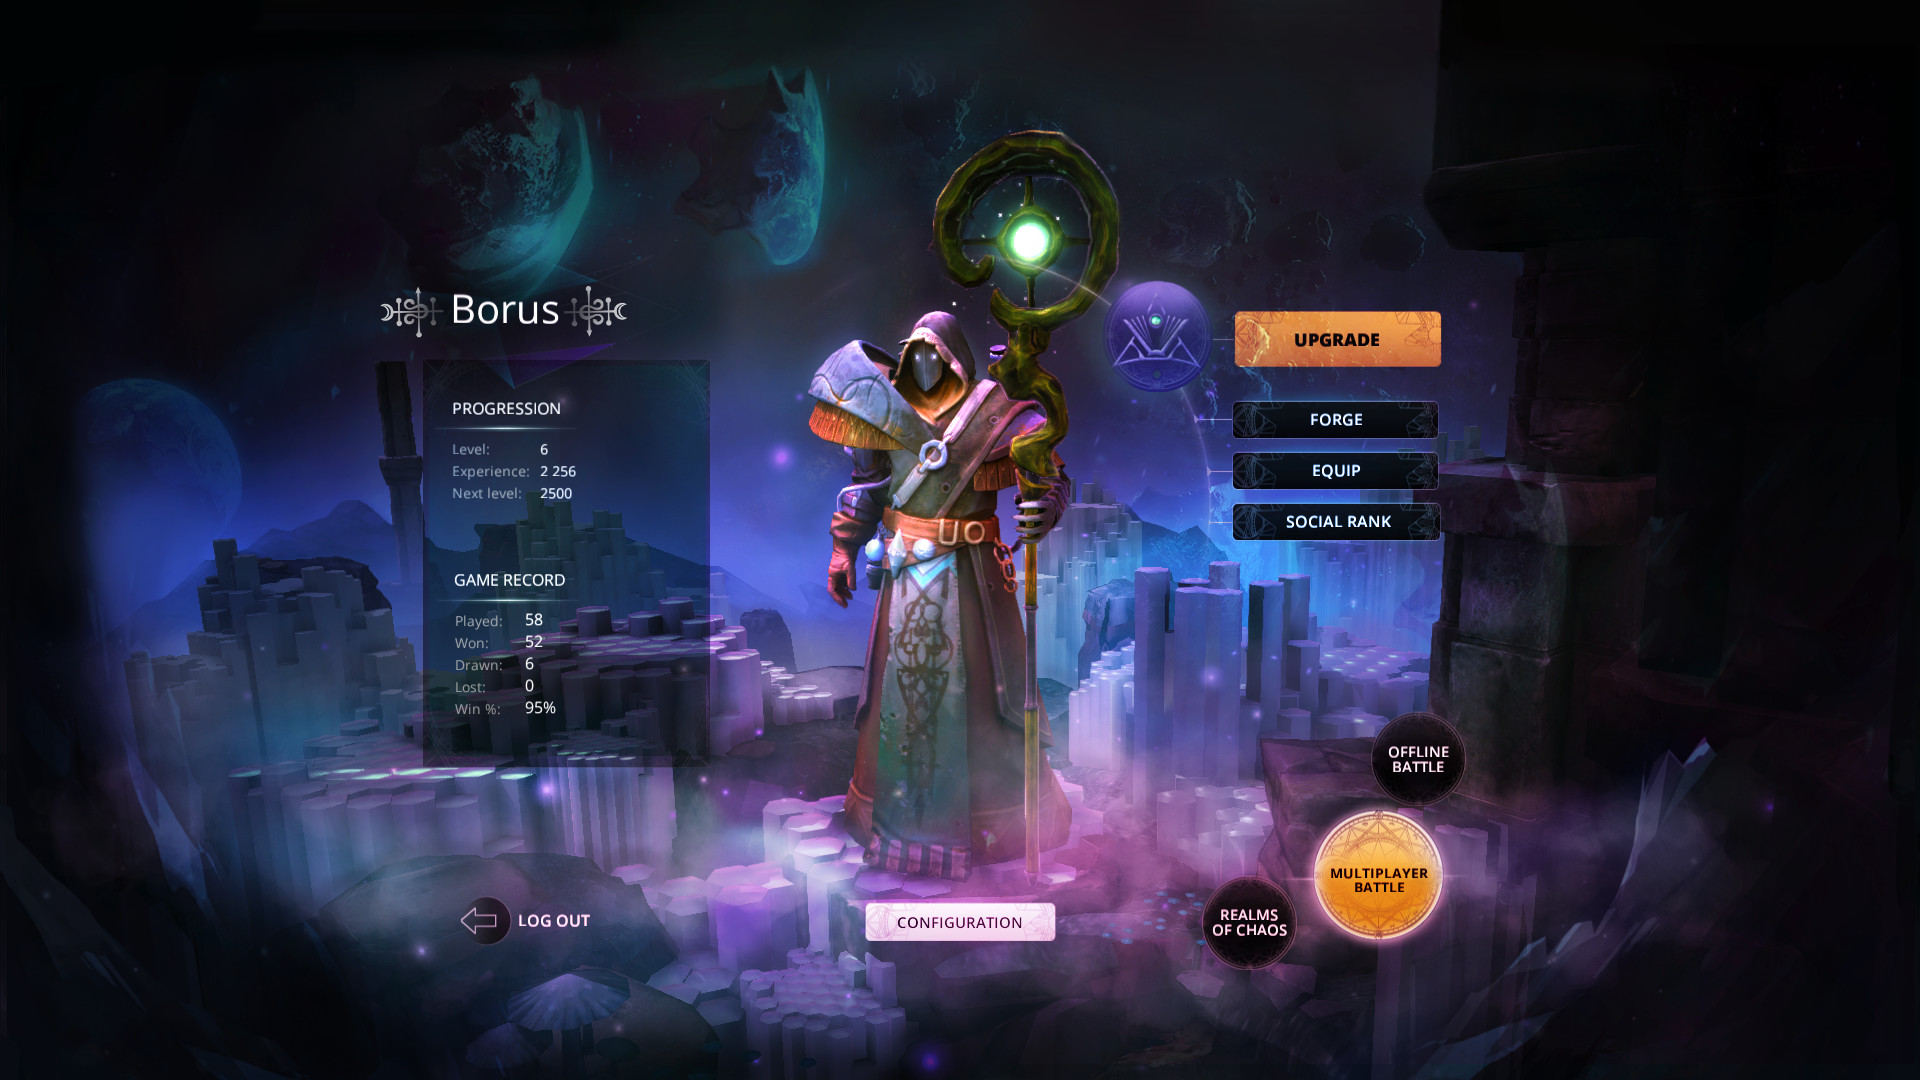 Borus
PROGRESSION
Level: 6
Experience: 2 256
Next level: 2500
GAME RECORD
Played: 58
Won: 52
Drawn: 6
Lost: 0
Win %: 95%
UPGRADE
FORGE
EQUIP
SOCIAL RANK
OFFLINE
BATTLE
MULTIPLAYER
BATTLE
REALMS
OF CHAOS
LOG OUT
CONFIGURATION